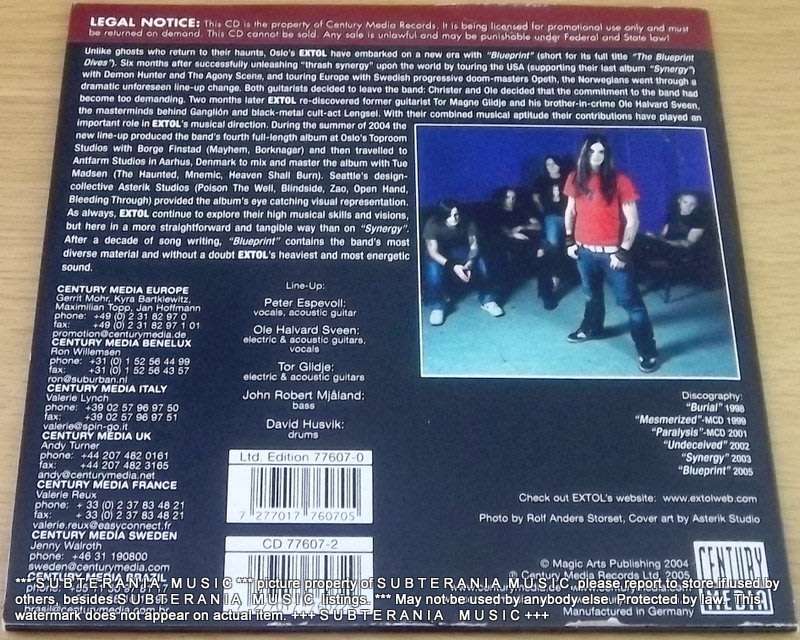 LEGAL NOTICE: This CD is the property of Century Media Records. It is being licensed for promotional use only and must
be returned on demand. This CD cannot be sold. Any sale is unlawful and may be punishable under Federal and State law!
Unlike ghosts who return to their haunts, Oslo's EXTOL have embarked on a new era with "Blueprint" (short for its full title "The Blueprint
Dives"). Six months after successfully unleashing "thrash synergy" upon the world by touring the USA (supporting their last album "Synergy")
with Demon Hunter and The Agony Scene, and touring Europe with Swedish progressive doom-masters Opeth, the Norwegians went through a
dramatic unforeseen line-up change. Both guitarists decided to leave the band: Christer and Ole decided that the commitment to the band had
become too demanding. Two months later EXTOL re-discovered former guitarist Tor Magne Glidje and his brother-in-crime Ole Halvard Sveen,
the masterminds behind Ganglión and black-metal cult-act Lengsel. With their combined musical aptitude their contributions have played an
important role in EXTOL's musical direction. During the summer of 2004 the
new line-up produced the band's fourth full-length album at Oslo's Toproom
Studios with Borge Finstad (Mayhem, Borknagar) and then travelled to
Antfarm Studios in Aarhus, Denmark to mix and master the album with Tue
Madsen (The Haunted, Mnemic, Heaven Shall Burn). Seattle's design-
collective Asterik Studios (Poison The Well, Blindside, Zao, Open Hand,
Bleeding Through) provided the album's eye catching visual representation.
As always, EXTOL continue to explore their high musical skills and visions,
but here in a more straightforward and tangible way than on "Synergy".
After a decade of song writing, "Blueprint" contains the band's most
diverse material and without a doubt EXTOL's heaviest and most energetic
sound.
CENTURY MEDIA EUROPE
Gerrit Mohr, Kyra Bartklewitz,
Maximilian Topp, Jan Hoffmann
phone: +49 (0) 2 31 82 97 0
fax: +49 (0) 2 31 82 97 1 01
promotion@centurymedia.de
CENTURY MEDIA BENELUX
Ron Willemsen
phone: +31 (0) 1 52 56 44 99
fax: +31 (0) 1 52 56 43 57
ron@suburban.nl
CENTURY MEDIA ITALY
Valerie Lynch
phone: +39 02 57 96 97 50
fax: +39 02 57 96 97 51
valerie@spin-go.it
CENTURY MEDIA UK
Andy Turner
phone: +44 207 482 0161
fax: +44 207 482 3165
andy@centurymedia.net
CENTURY MEDIA FRANCE
Valerie Reux
phone: + 33 (0) 2 37 83 48 21
fax: + 33 (0) 2 37 83 48 21
valerie.reux@easyconnect.fr
CENTURY MEDIA SWEDEN
Jenny Walroth
phone: +46 31 190800
sweden@centurymedia.com
CENTURY MEDIA BRAZIL
brasil@centurymedia.com.br
Line-Up:
Peter Espevoll:
vocals, acoustic guitar
Ole Halvard Sveen:
electric & acoustic guitars,
vocals
Tor Glidje:
electric & acoustic guitars
John Robert Mjåland:
bass
David Husvik:
drums
Ltd. Edition 77607-0
7 277017 760705
CD 77607-2
Discography:
"Burial" 1998
"Mesmerized"-MCD 1999
"Paralysis"-MCD 2001
"Undeceived" 2002
"Synergy" 2003
"Blueprint" 2005
Check out EXTOL's website: www.extolweb.com
Photo by Rolf Anders Storset, Cover art by Asterik Studio
© Magic Arts Publishing 2004
℗ Century Media Records Ltd. 2005
Manufactured in Germany
CENTURY
MEDIA
*** S U B T E R A N I A M U S I C *** picture property of S U B T E R A N I A M U S I C, please report to store if used by
others, besides S U B T E R A N I A M U S I C listings. *** May not be used by anybody else. Protected by law - This
watermark does not appear on actual item. +++ S U B T E R A N I A M U S I C +++